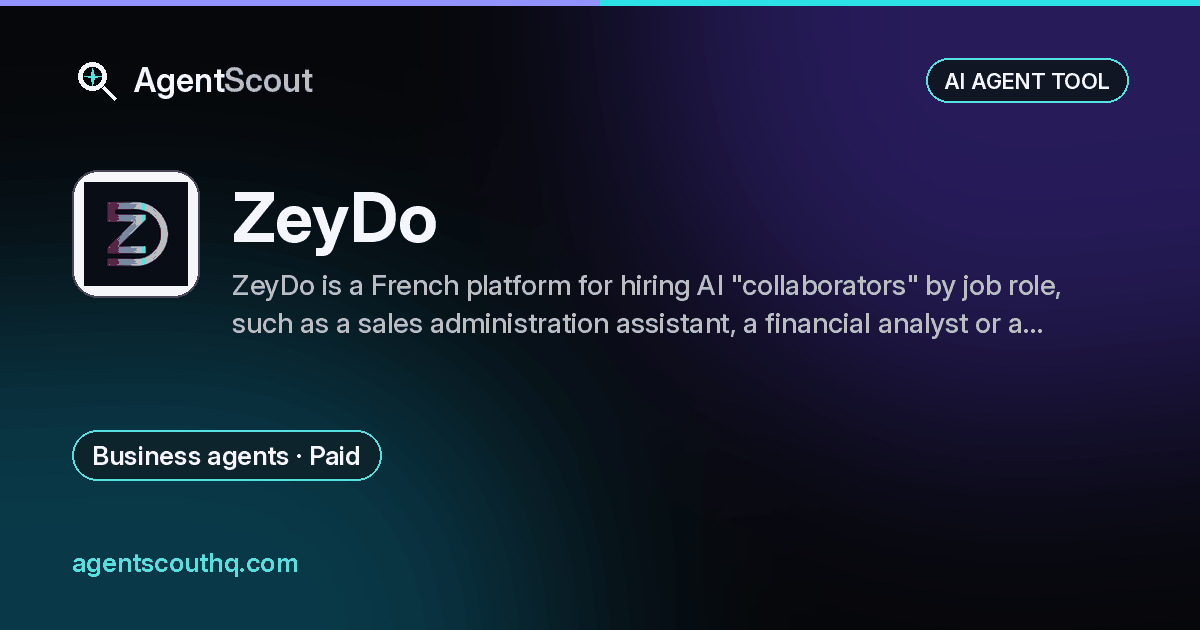 AgentScout
AI AGENT TOOL
ZD
ZeyDo
ZeyDo is a French platform for hiring AI "collaborators" by job role,
such as a sales administration assistant, a financial analyst or a...
Business agents · Paid
agentscouthq.com